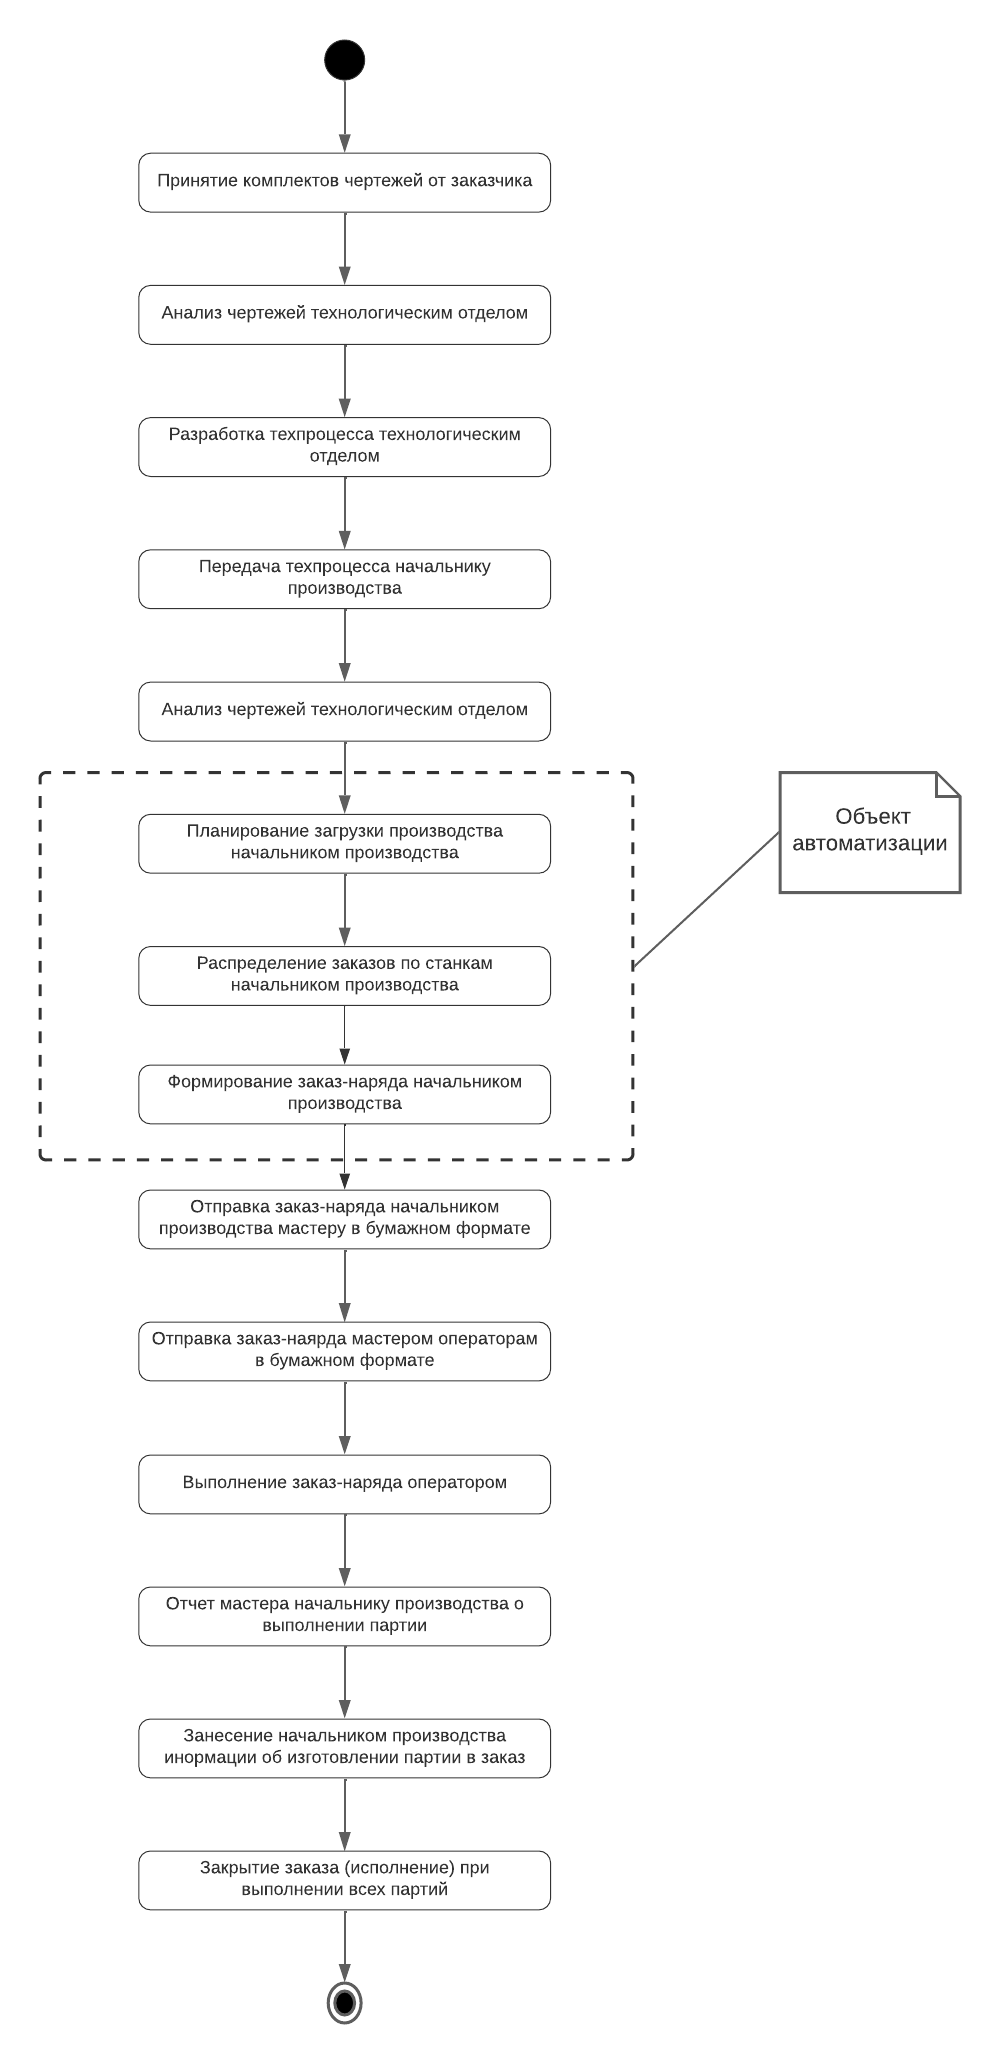 Принятие комплектов чертежей от заказчика
Анализ чертежей технологическим отделом
Разработка техпроцесса технологическим
отделом
Передача техпроцесса начальнику
производства
Анализ чертежей технологическим отделом
Планирование загрузки производства
начальником производства
Объект
автоматизации
Распределение заказов по станкам
начальником производства
Формирование заказ-наряда начальником
производства
Отправка заказ-наряда начальником
производства мастеру в бумажном формате
Отправка заказ-наярда мастером операторам
в бумажном формате
Выполнение заказ-наряда оператором
Отчет мастера начальнику производства о
выполнении партии
Занесение начальником производства
инормации об изготовлении партии в заказ
Закрытие заказа (исполнение) при
выполнении всех партий